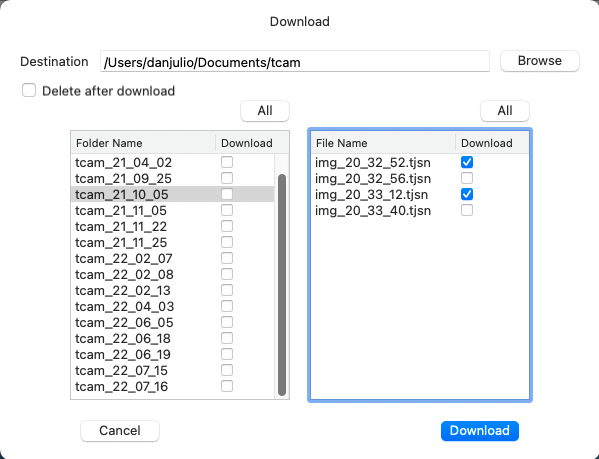 Download
Destination /Users/danjulio/Documents/tcam Browse
Delete after download
All All
Folder Name Download File Name Download
tcam_21_04_02 img_20_32_52.tjsn
tcam_21_09_25 img_20_32_56.tjsn
tcam_21_10_05 img_20_33_12.tjsn
tcam_21_11_05 img_20_33_40.tjsn
tcam_21_11_22
tcam_21_11_25
tcam_22_02_07
tcam_22_02_08
tcam_22_02_13
tcam_22_04_03
tcam_22_06_05
tcam_22_06_18
tcam_22_06_19
tcam_22_07_15
tcam_22_07_16
Cancel Download